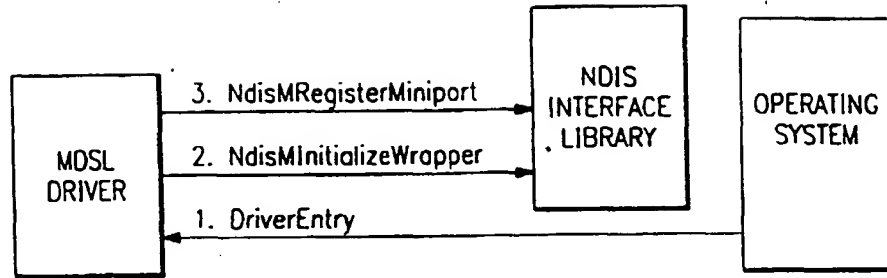 MDSL
DRIVER
3. NdisMRegisterMiniport
2. NdisMInitializeWrapper
1. DriverEntry
NDIS
INTERFACE
LIBRARY
OPERATING
SYSTEM